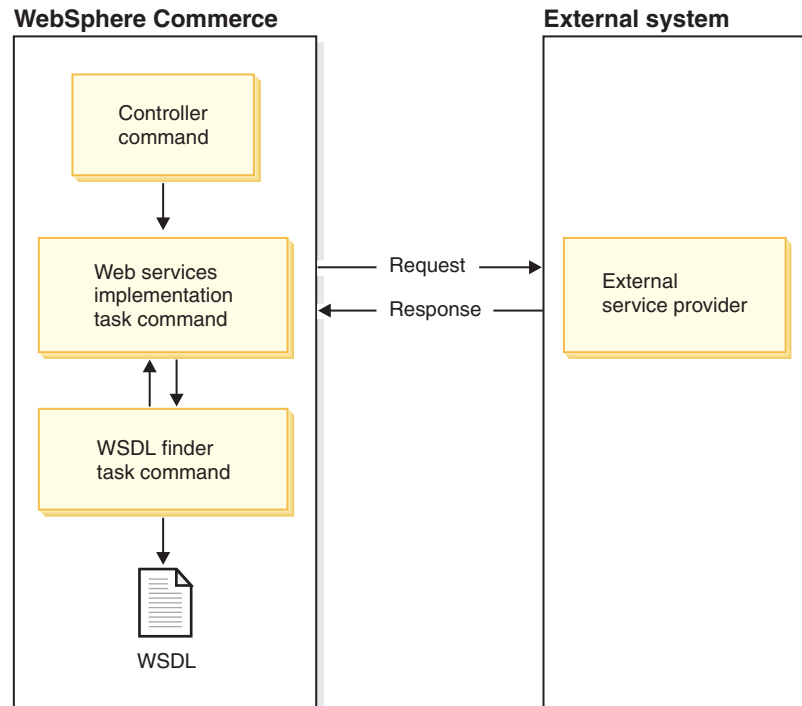 WebSphere Commerce
External system
Controller
command
Web services
implementation
task command
Request
Response
External
service provider
WSDL finder
task command
WSDL